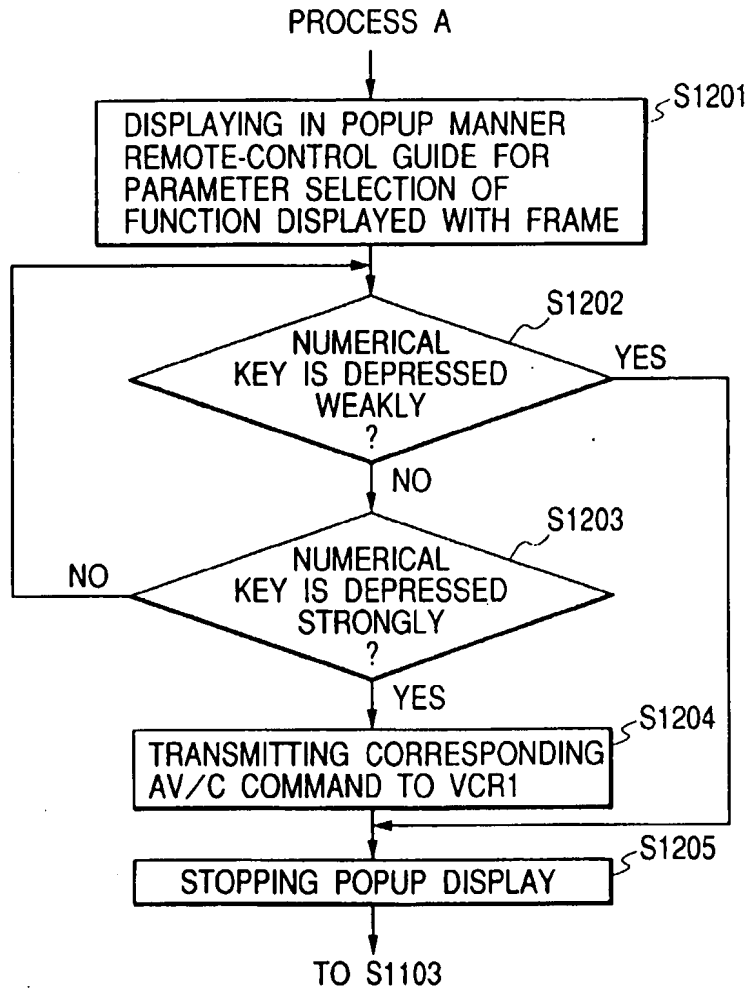 PROCESS A
S1201
DISPLAYING IN POPUP MANNER
REMOTE-CONTROL GUIDE FOR
PARAMETER SELECTION OF
FUNCTION DISPLAYED WITH FRAME
S1202
NUMERICAL
KEY IS DEPRESSED
WEAKLY
?
YES
NO
S1203
NUMERICAL
KEY IS DEPRESSED
STRONGLY
?
NO
YES
S1204
TRANSMITTING CORRESPONDING
AV/C COMMAND TO VCR1
S1205
STOPPING POPUP DISPLAY
TO S1103